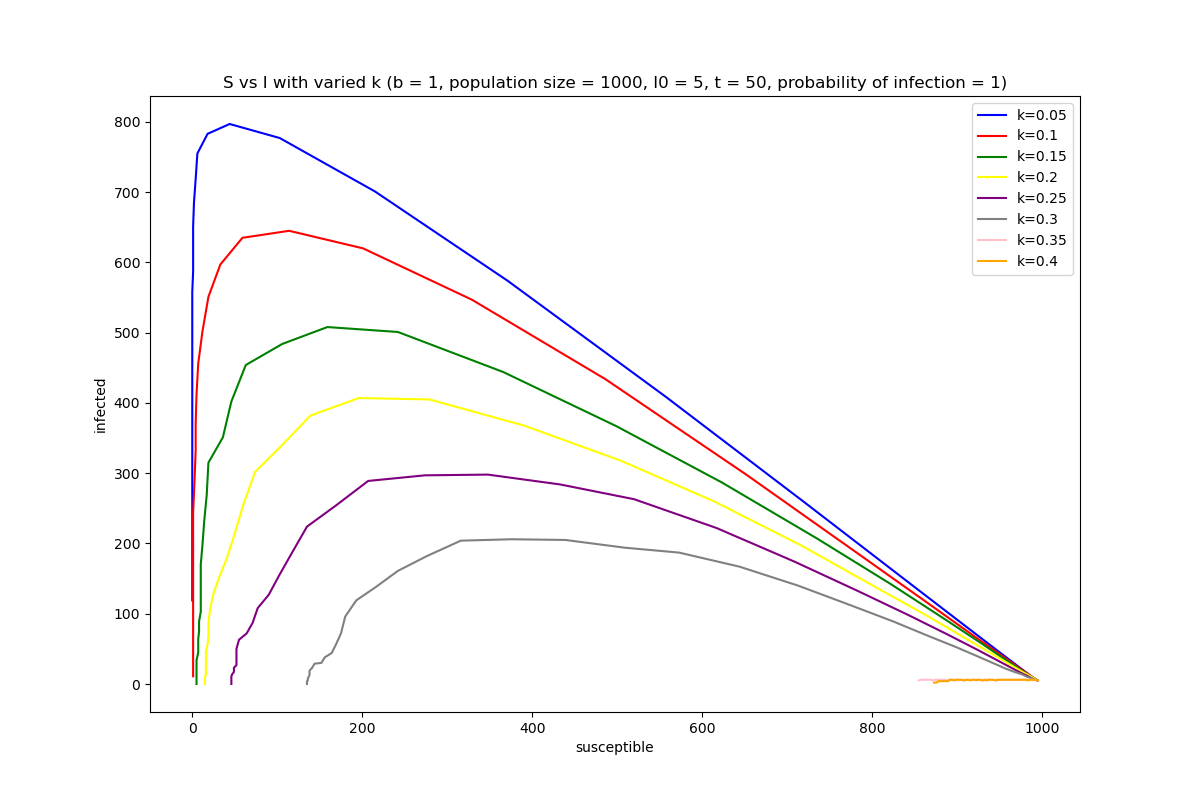 S vs I with varied k (b = 1, population size = 1000, I0 = 5, t = 50, probability of infection = 1)
k=0.05
k=0.1
k=0.15
k=0.2
k=0.25
k=0.3
k=0.35
k=0.4
800
700
600
500
400
300
200
100
0
infected
0 200 400 600 800 1000
susceptible